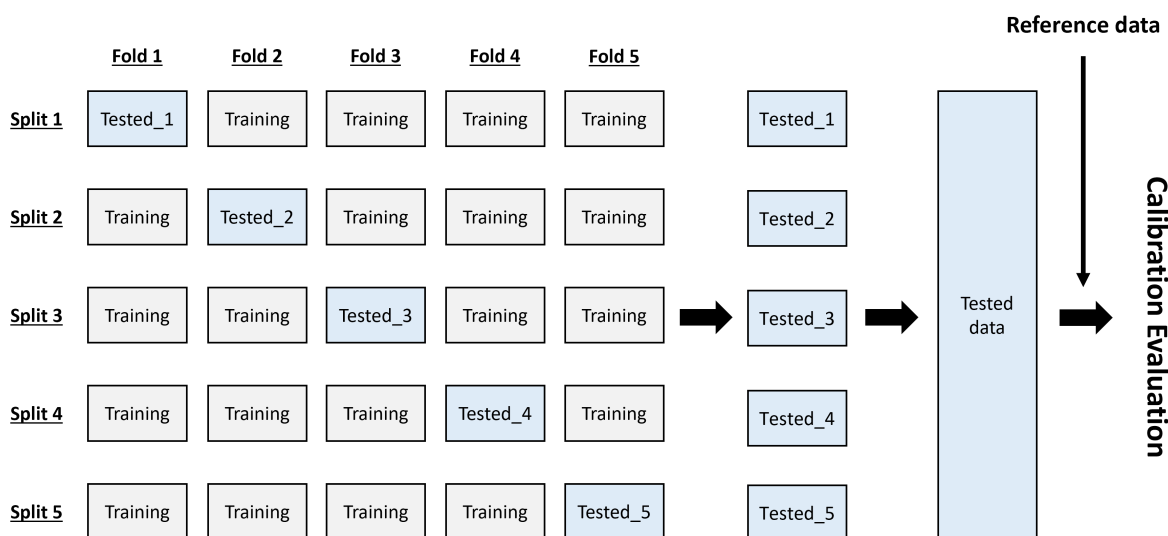 Reference data
Fold 1 Fold 2 Fold 3 Fold 4 Fold 5
Split 1 Tested_1 Training Training Training Training Tested_1
Split 2 Training Tested_2 Training Training Training Tested_2
Split 3 Training Training Tested_3 Training Training Tested_3
Tested
data
Split 4 Training Training Training Tested_4 Training Tested_4
Split 5 Training Training Training Training Tested_5 Tested_5
Calibration Evaluation